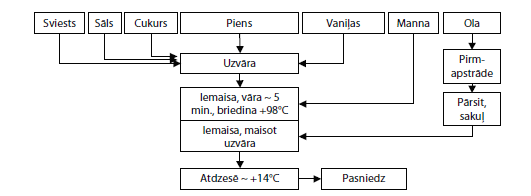 Sviests Sāls Cukurs Piens Vaniļas Manna Ola
Uzvāra
Pirm-
apstrāde
Iemaisa, vāra ~ 5
min., briedina +98°C
Pārsit,
sakuļ
Iemaisa, maisot
uzvāra
Atdzesē ~ +14°C
Pasniedz